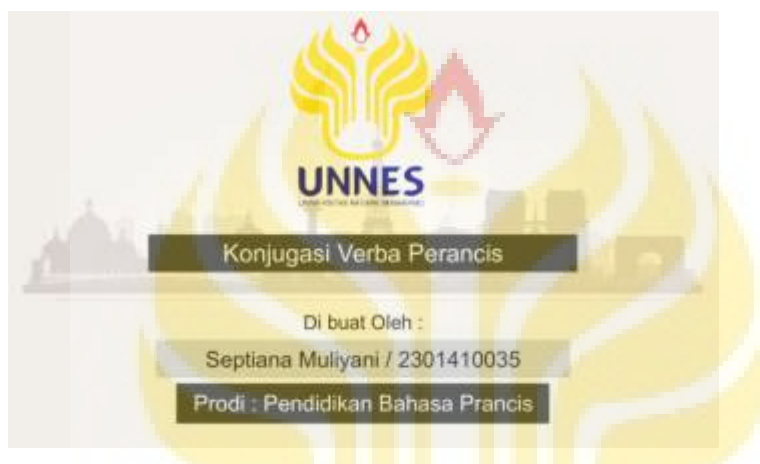 UNNES
Konjugasi Verba Perancis
Di buat Oleh :
Septiana Muliyani / 2301410035
Prodi : Pendidikan Bahasa Prancis